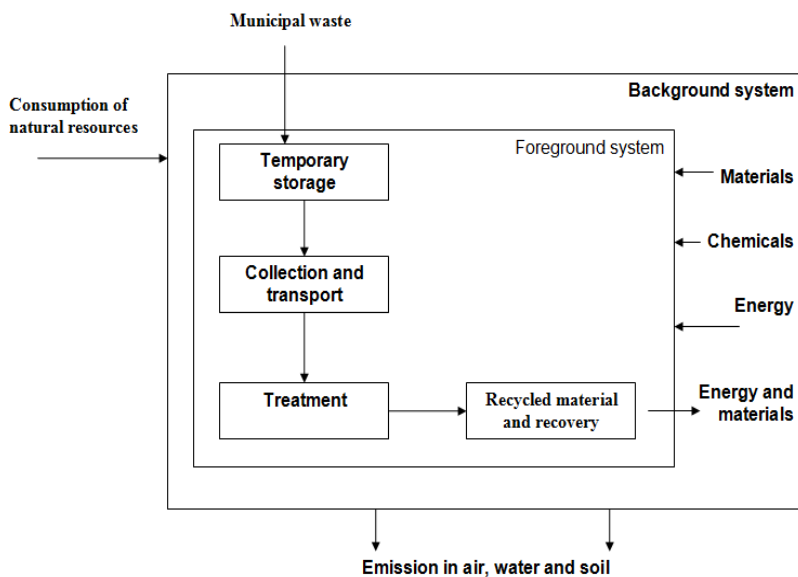 Municipal waste
Background system
Consumption of
natural resources
Foreground system
Temporary
storage
Materials
Chemicals
Collection and
transport
Energy
Treatment
Recycled material
and recovery
Energy and
materials
Emission in air, water and soil